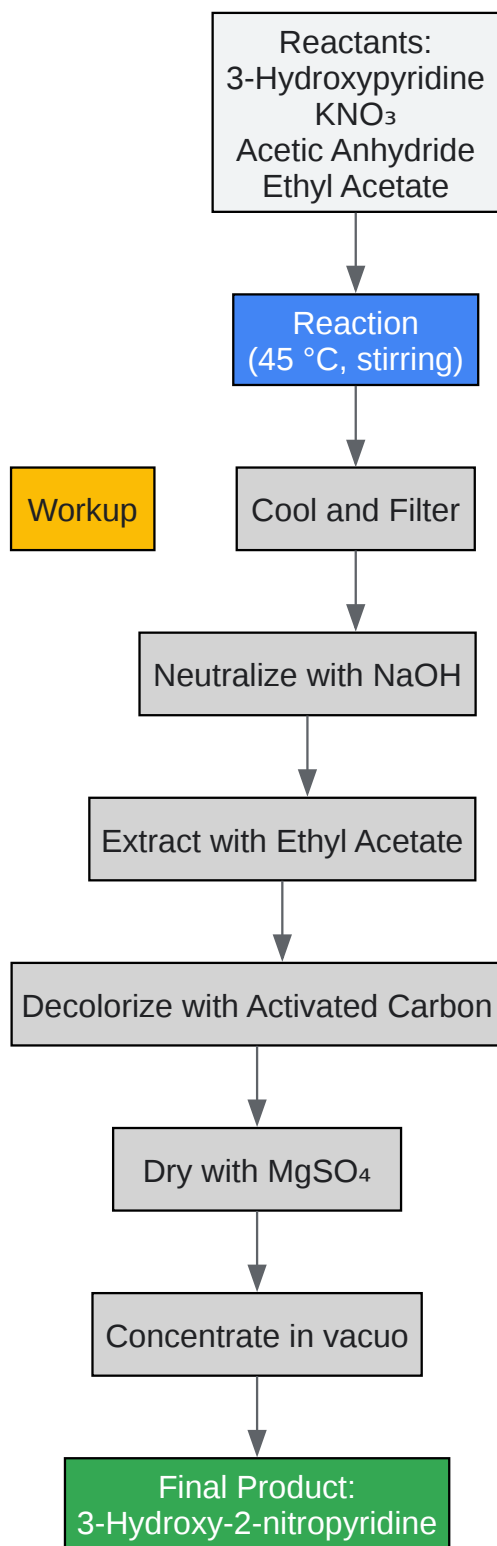 Reactants:
3-Hydroxypyridine
KNO₃
Acetic Anhydride
Ethyl Acetate
Reaction
(45 °C, stirring)
Workup
Cool and Filter
Neutralize with NaOH
Extract with Ethyl Acetate
Decolorize with Activated Carbon
Dry with MgSO₄
Concentrate in vacuo
Final Product:
3-Hydroxy-2-nitropyridine